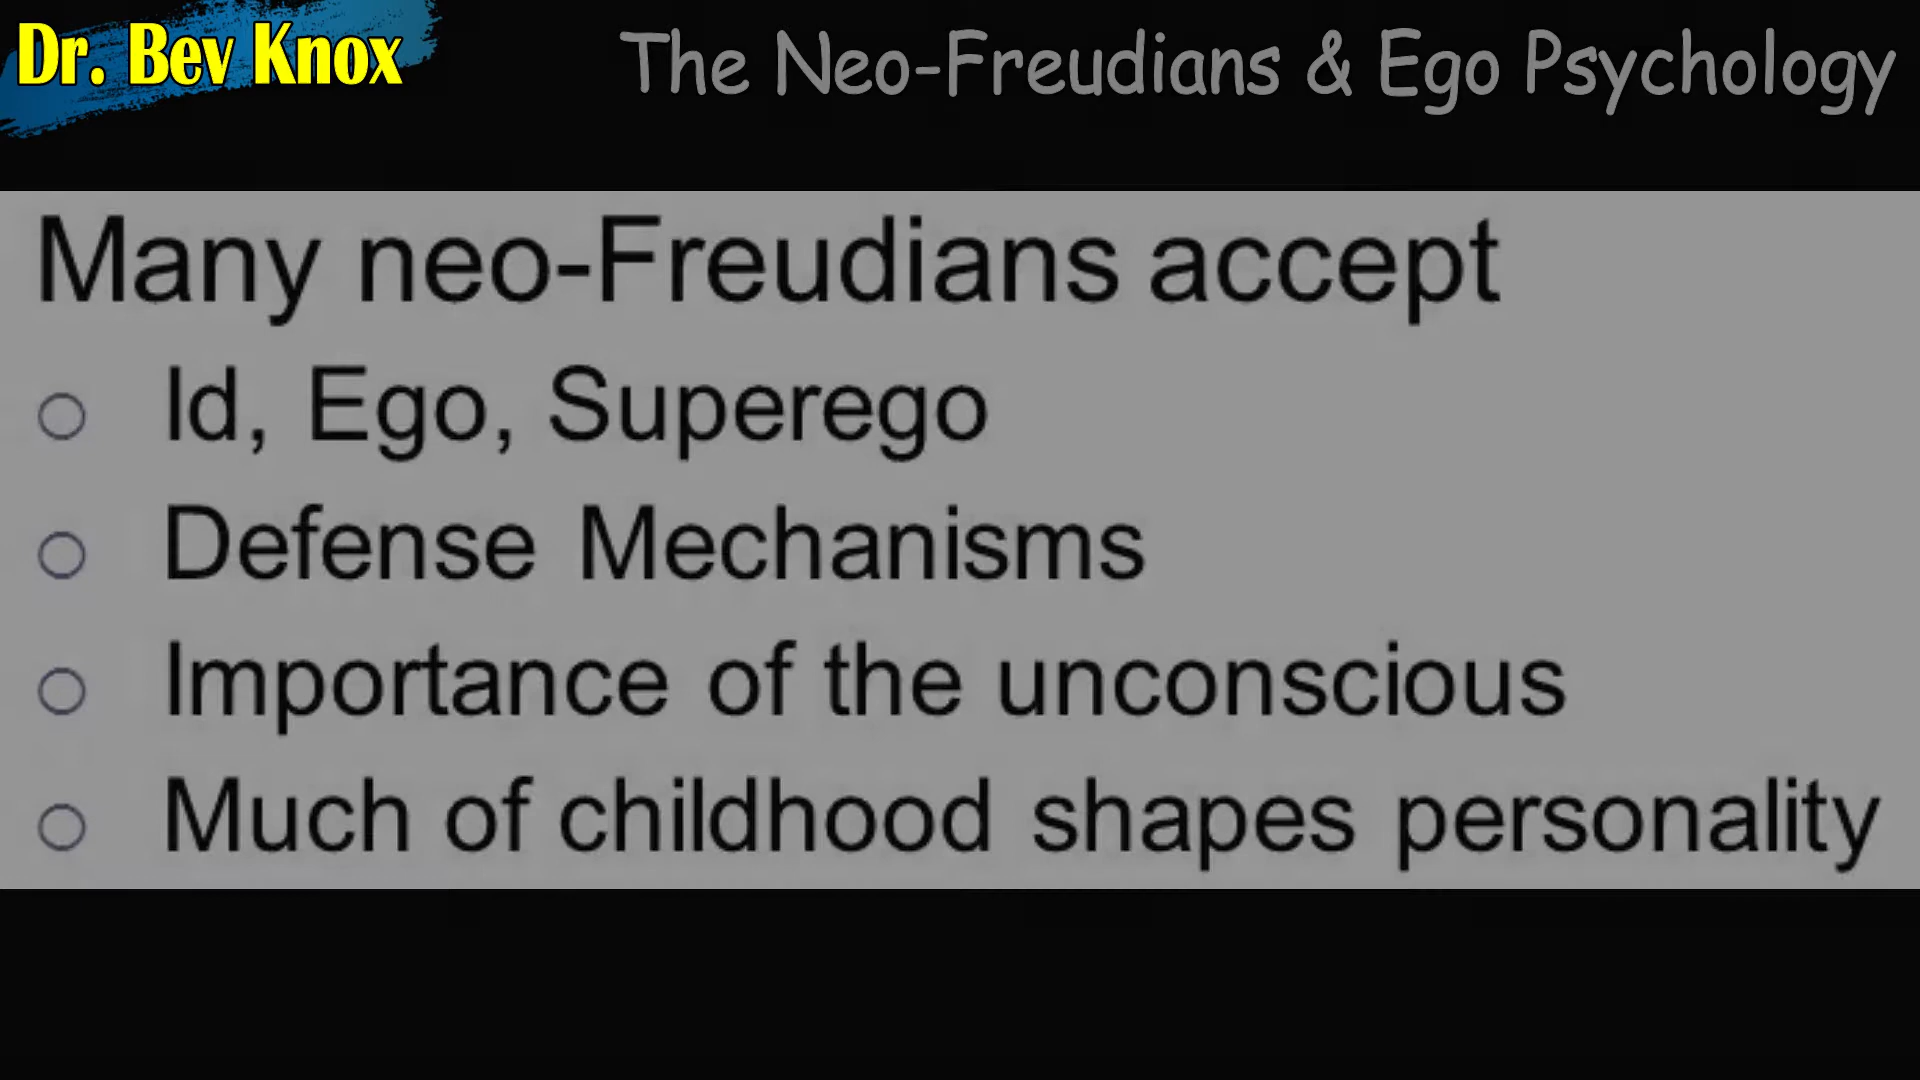 Dr. Bev Knox
The Neo-Freudians & Ego Psychology
Many neo-Freudians accept
Id, Ego, Superego
Defense Mechanisms
Importance of the unconscious
Much of childhood shapes personality